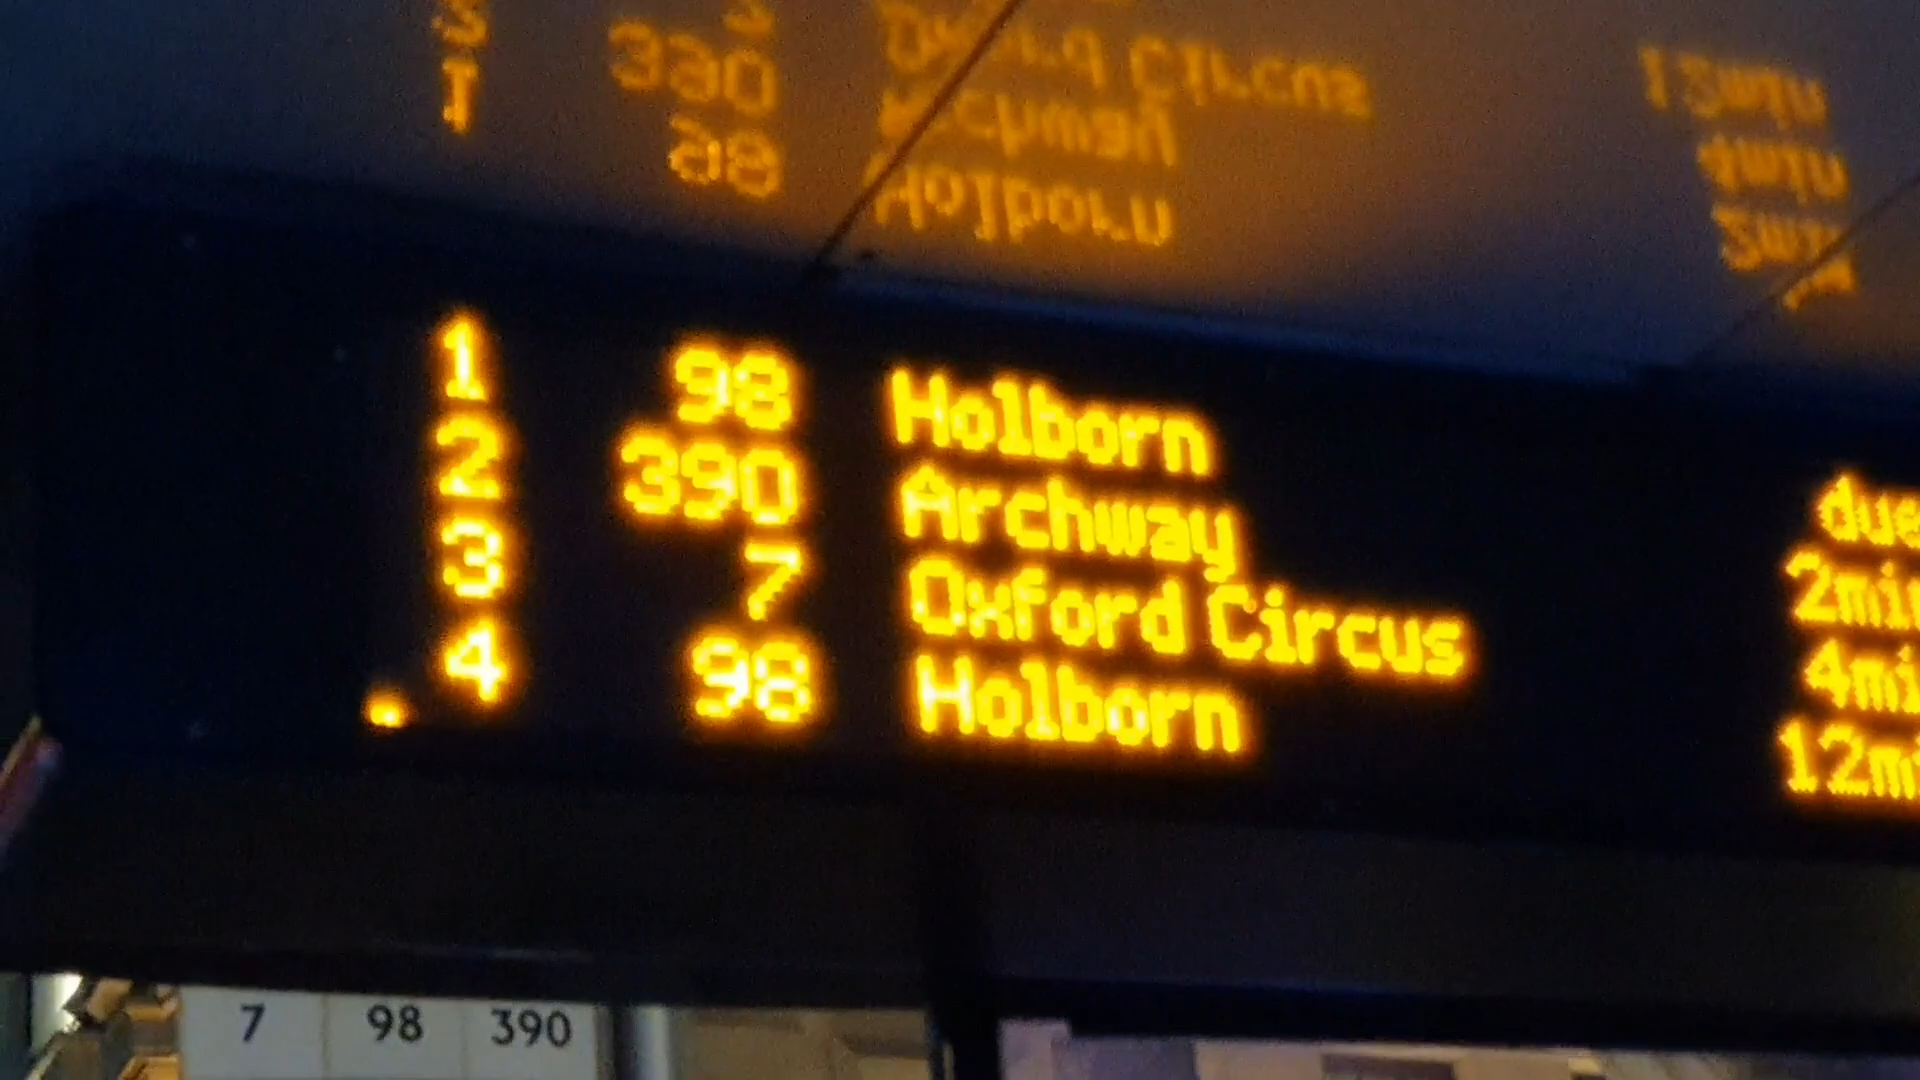 1 98 Holborn due
2 390 Archway 2min
3 7 Oxford Circus 4mi
4 98 Holborn 12mi
7 98 390